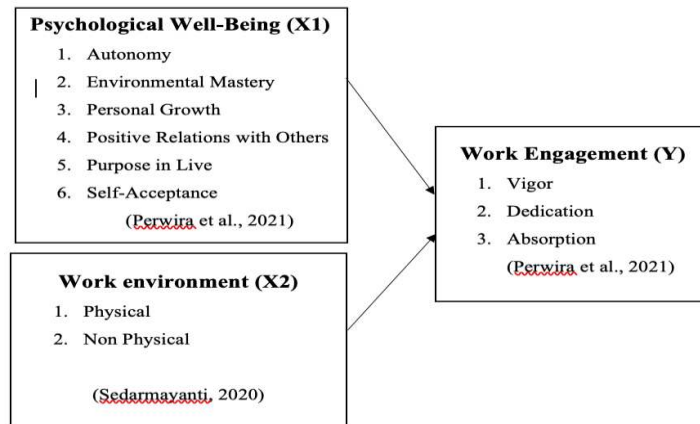 Psychological Well-Being (X1)
1. Autonomy
2. Environmental Mastery
3. Personal Growth
4. Positive Relations with Others
5. Purpose in Live
6. Self-Acceptance
(Perwira et al., 2021)
Work Engagement (Y)
1. Vigor
2. Dedication
3. Absorption
(Perwira et al., 2021)
Work environment (X2)
1. Physical
2. Non Physical
(Sedarmayanti, 2020)